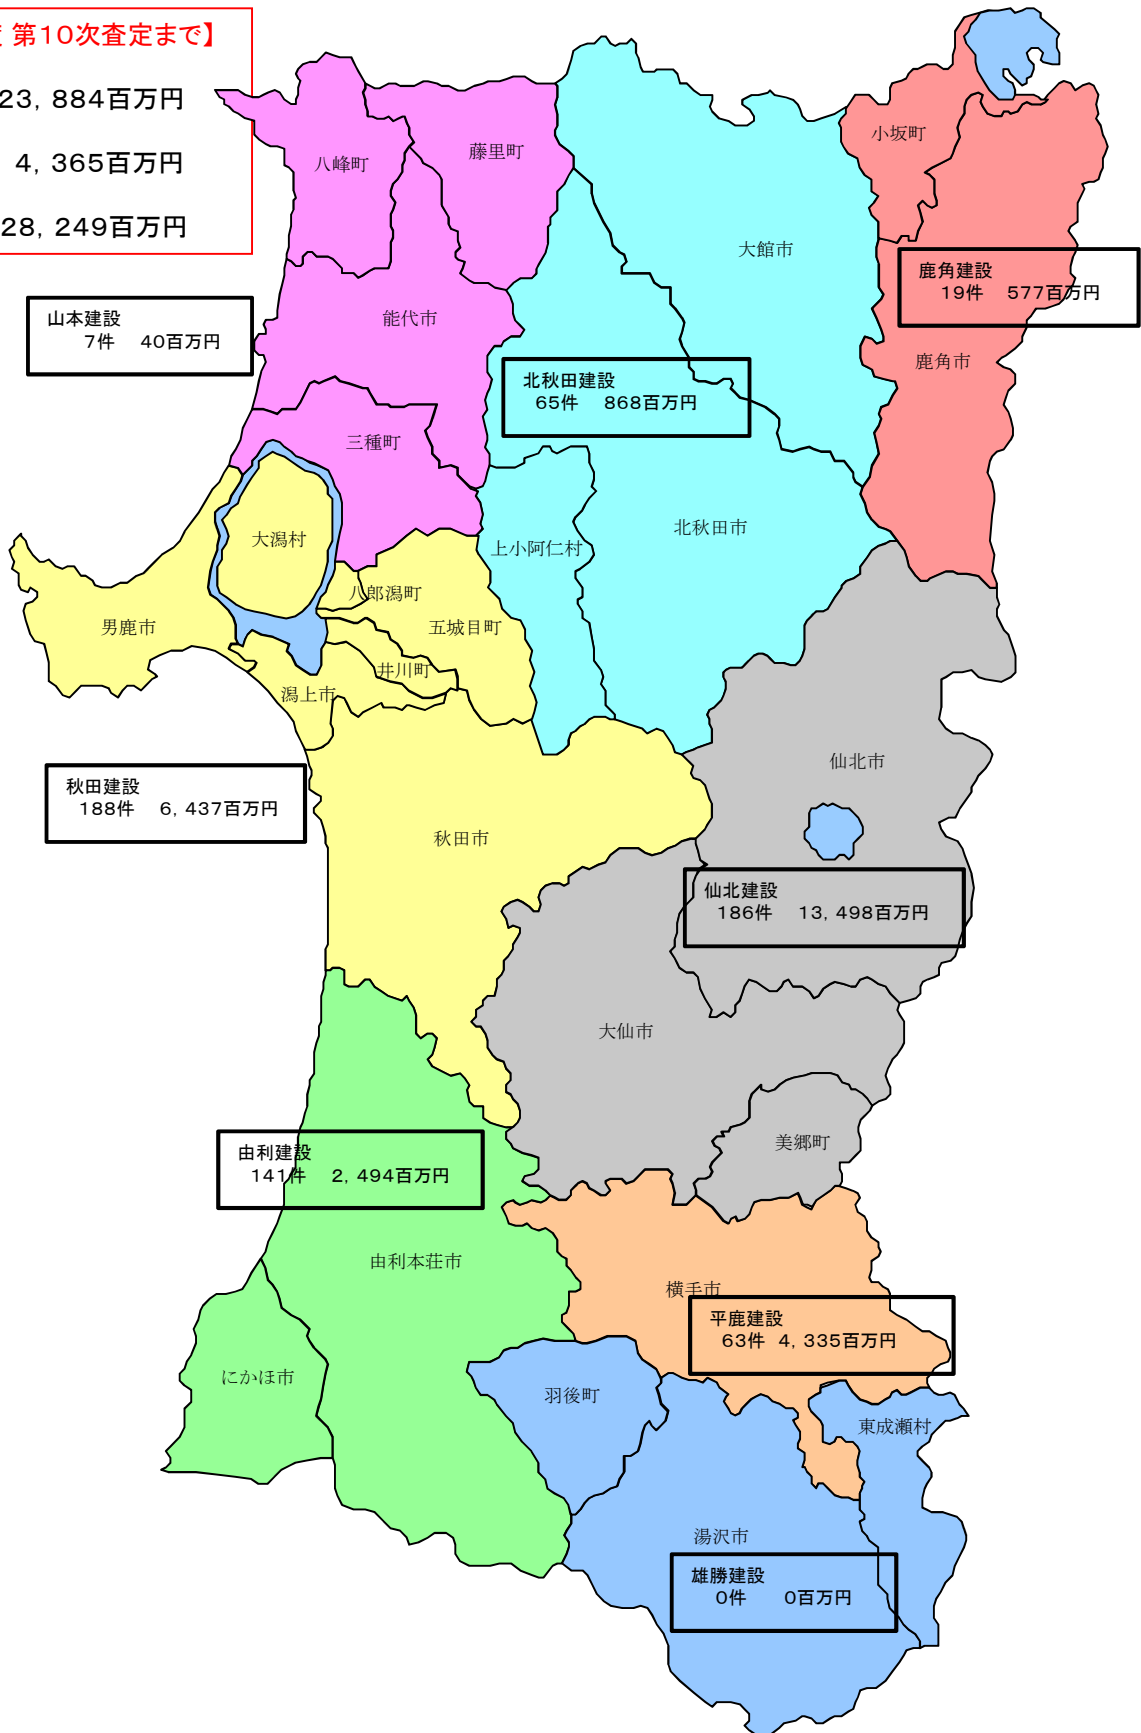 第10次査定まで】
23,884百万円
4,365百万円
28,249百万円
小坂町
八峰町
藤里町
大館市
鹿角建設
19件 577百万円
山本建設
7件 40百万円
能代市
鹿角市
北秋田建設
65件 868百万円
三種町
大潟村
北秋田市
上小阿仁村
八郎潟町
男鹿市
五城目町
井川町
潟上市
仙北市
秋田建設
188件 6,437百万円
秋田市
仙北建設
186件 13,498百万円
大仙市
美郷町
由利建設
141件 2,494百万円
由利本荘市
横手市
平鹿建設
63件 4,335百万円
にかほ市
羽後町
東成瀬村
湯沢市
雄勝建設
0件 0百万円